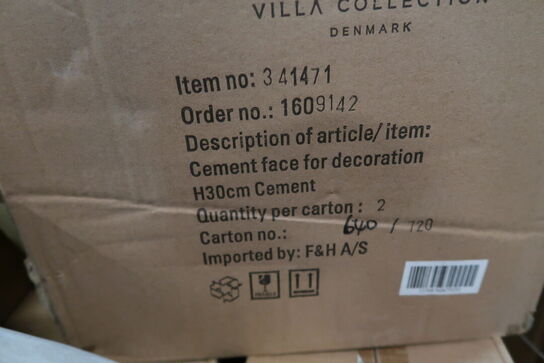 VILLA COLLECTION
DENMARK
Item no: 341471
Order no.: 1609142
Description of article/item:
Cement face for decoration
H30cm Cement
Quantity per carton: 2
Carton no.: 640 / 720
Imported by: F&H A/S